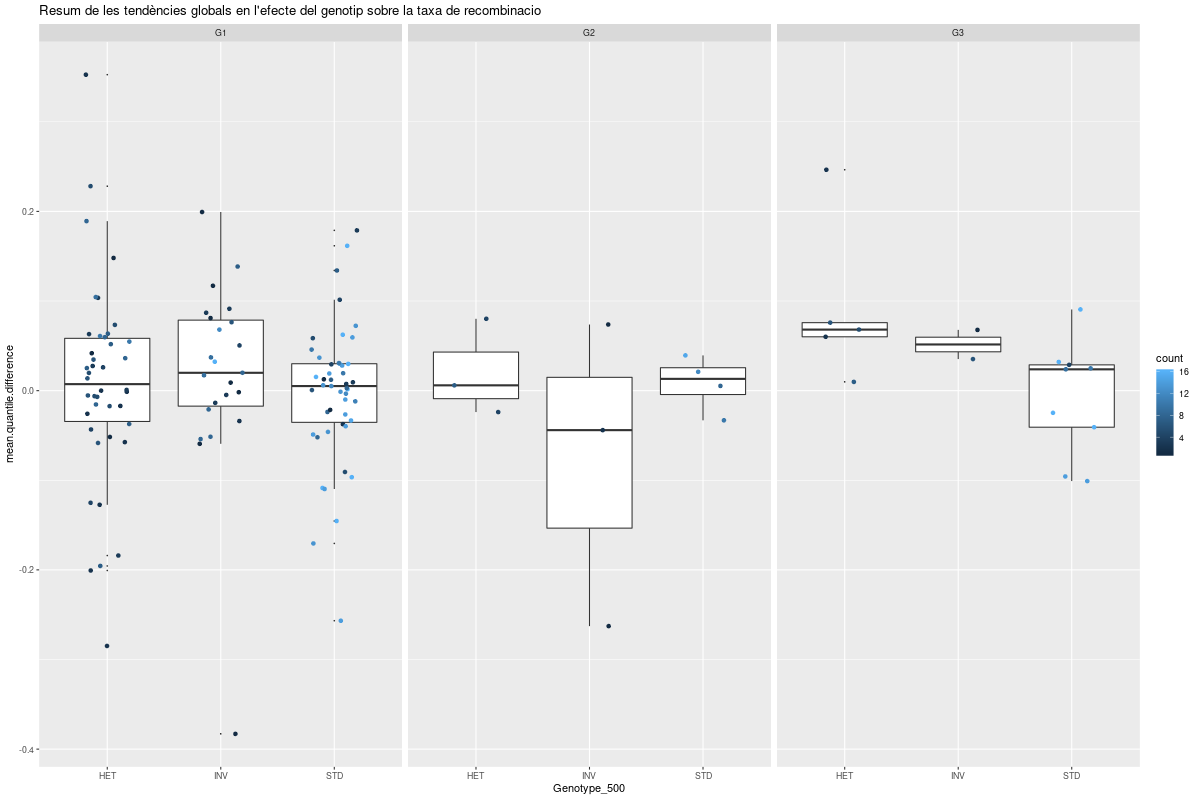 Resum de les tendències globals en l'efecte del genotip sobre la taxa de recombinacio
G1
G2
G3
mean.quantile.difference
0.2
0.0
-0.2
-0.4
HET
INV
STD
HET
INV
STD
HET
INV
STD
Genotype_500
count
16
12
8
4